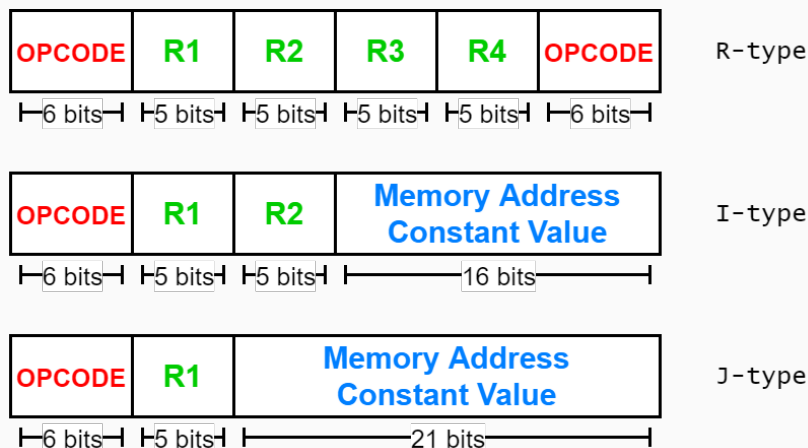 OPCODE R1 R2 R3 R4 OPCODE R-type
6 bits 5 bits 5 bits 5 bits 5 bits 6 bits
OPCODE R1 R2 Memory Address Constant Value I-type
6 bits 5 bits 5 bits 16 bits
OPCODE R1 Memory Address Constant Value J-type
6 bits 5 bits 21 bits